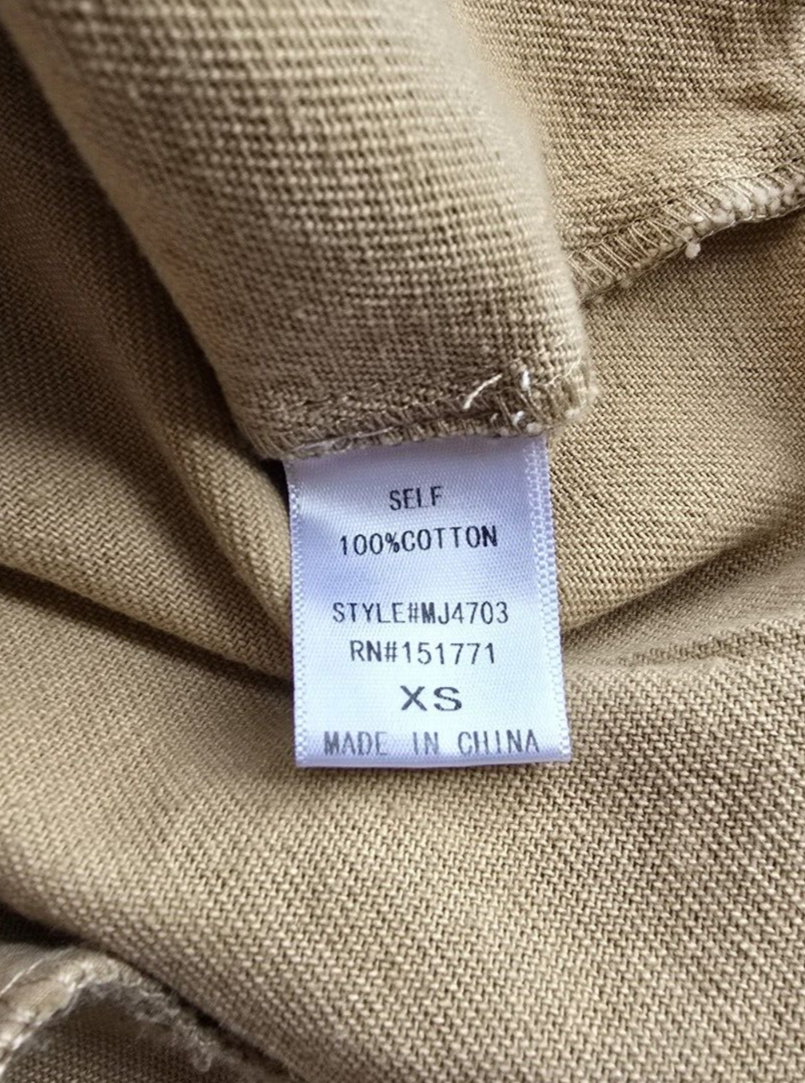 SELF
100%COTTON
STYLE#MJ4703
RN#151771
XS
MADE IN CHINA